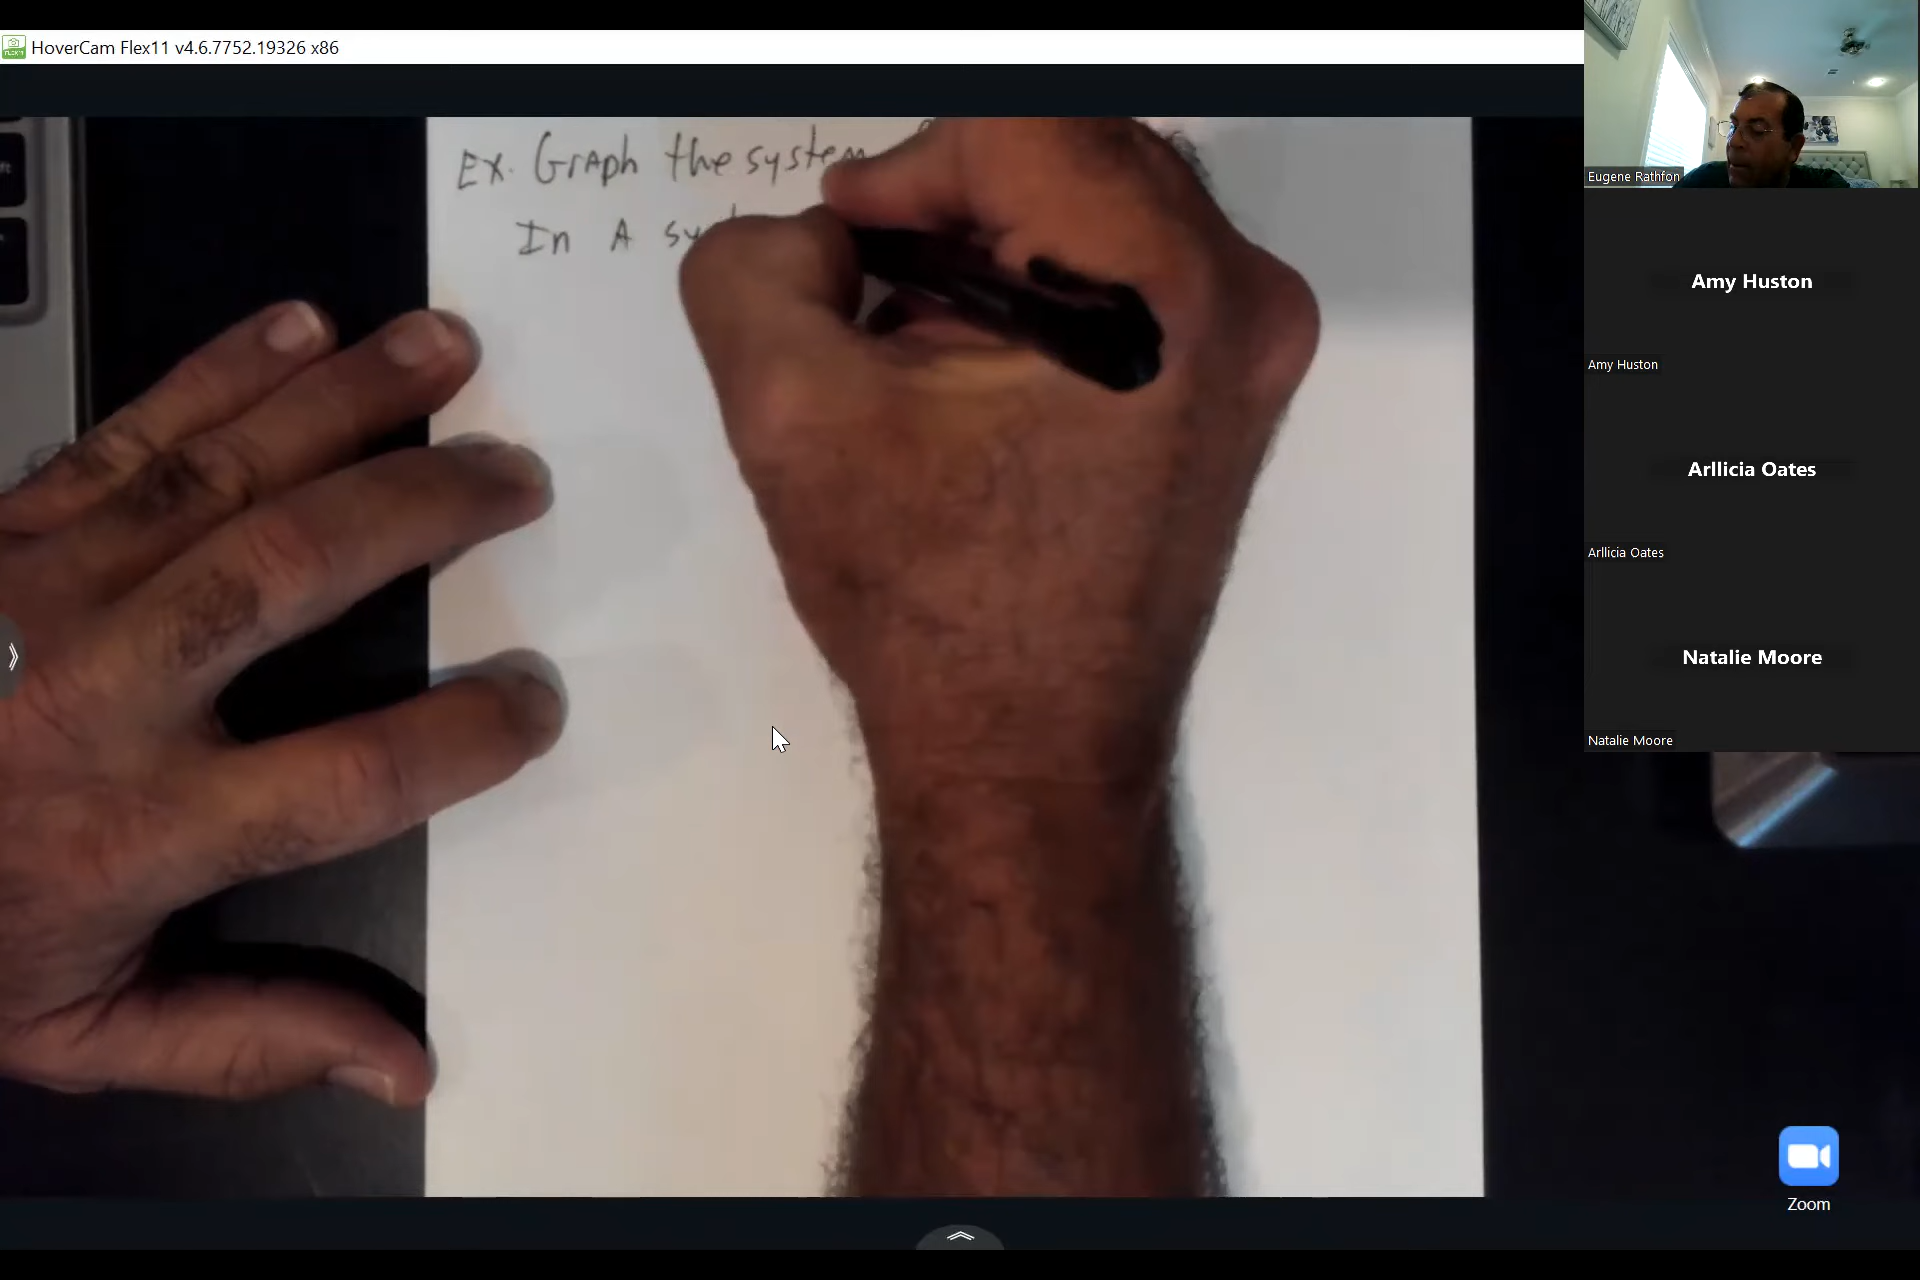 HoverCam Flex11 v4.6.7752.19326 x86
Ex. Graph the system
In A
Eugene Rathfon
Amy Huston
Amy Huston
Arllicia Oates
Arllicia Oates
Natalie Moore
Natalie Moore
Zoom